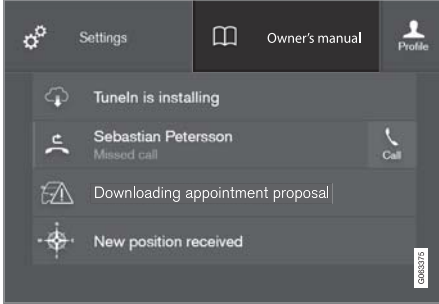 Settings
Owner's manual
Profile
TuneIn is installing
Sebastian Petersson
Missed call
Call
Downloading appointment proposal
New position received
G063375